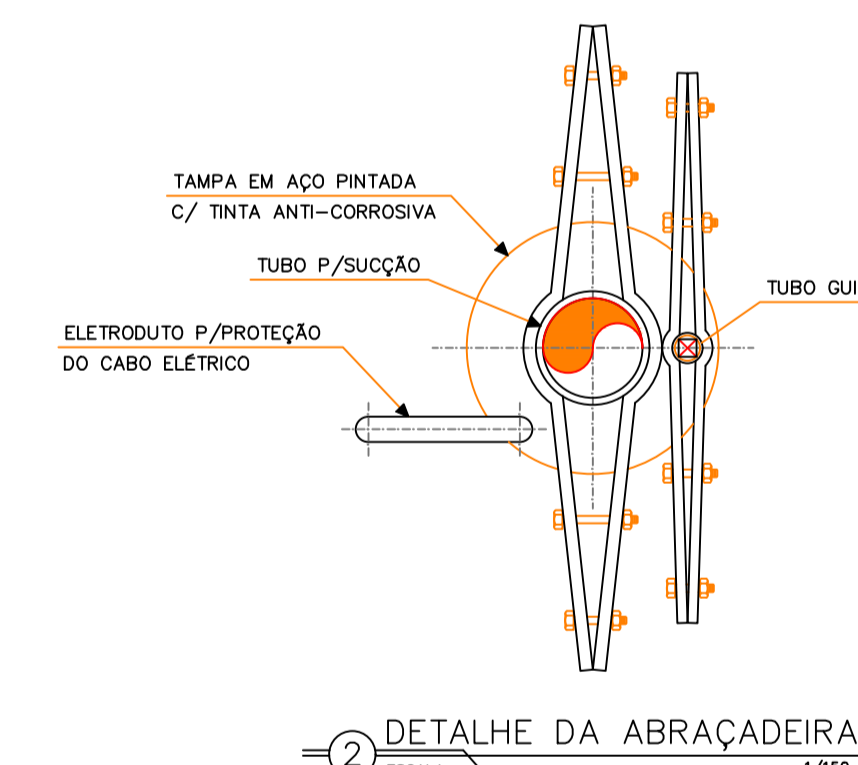 TAMPA EM AÇO PINTADA
C/ TINTA ANTI-CORROSIVA
TUBO P/SUCÇÃO
TUBO GUI
ELETRODUTO P/PROTEÇÃO
DO CABO ELÉTRICO
2 DETALHE DA ABRAÇADEIRA